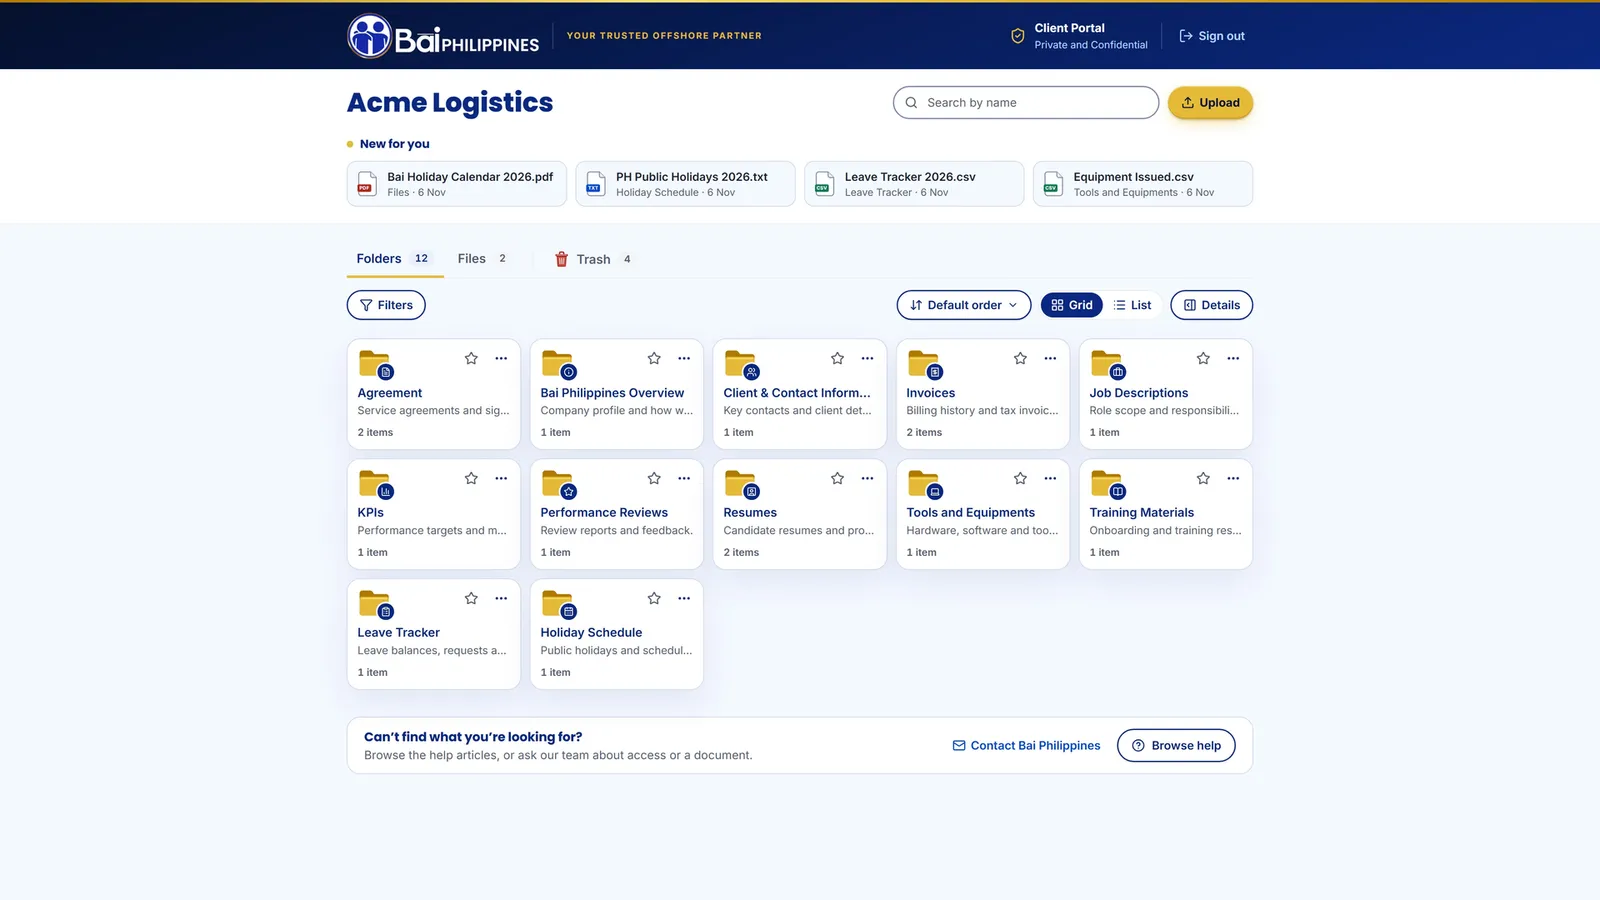 Bai PHILIPPINES
YOUR TRUSTED OFFSHORE PARTNER
Client Portal
Private and Confidential
Sign out
Acme Logistics
Search by name
Upload
New for you
PDF
Bai Holiday Calendar 2026.pdf
Files · 6 Nov
TXT
PH Public Holidays 2026.txt
Holiday Schedule · 6 Nov
CSV
Leave Tracker 2026.csv
Leave Tracker · 6 Nov
CSV
Equipment Issued.csv
Tools and Equipments · 6 Nov
Folders 12
Files 2
Trash 4
Filters
Default order
Grid
List
Details
Agreement
Service agreements and sig...
2 items
Bai Philippines Overview
Company profile and how w...
1 item
Client & Contact Inform...
Key contacts and client det...
1 item
Invoices
Billing history and tax invoic...
2 items
Job Descriptions
Role scope and responsibili...
1 item
KPIs
Performance targets and m...
1 item
Performance Reviews
Review reports and feedback.
1 item
Resumes
Candidate resumes and pro...
2 items
Tools and Equipments
Hardware, software and too...
1 item
Training Materials
Onboarding and training res...
1 item
Leave Tracker
Leave balances, requests a...
1 item
Holiday Schedule
Public holidays and schedul...
1 item
Can't find what you're looking for?
Browse the help articles, or ask our team about access or a document.
Contact Bai Philippines
Browse help